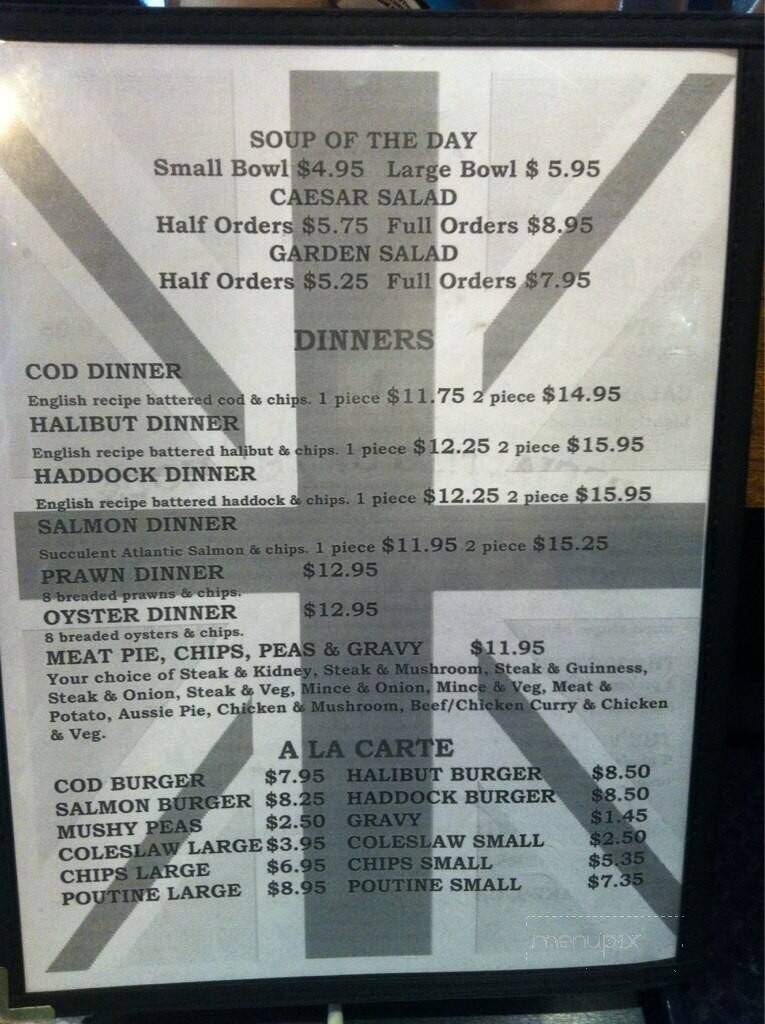 SOUP OF THE DAY
Small Bowl $4.95 Large Bowl $ 5.95
CAESAR SALAD
Half Orders $5.75 Full Orders $8.95
GARDEN SALAD
Half Orders $5.25 Full Orders $7.95
DINNERS
COD DINNER
English recipe battered cod & chips. 1 piece $11.75 2 piece $14.95
HALIBUT DINNER
English recipe battered halibut & chips. 1 piece $12.25 2 piece $15.95
HADDOCK DINNER
English recipe battered haddock & chips. 1 piece $12.25 2 piece $15.95
SALMON DINNER
Succulent Atlantic Salmon & chips. 1 piece $11.95 2 piece $15.25
PRAWN DINNER $12.95
8 breaded prawns & chips.
OYSTER DINNER $12.95
8 breaded oysters & chips.
MEAT PIE, CHIPS, PEAS & GRAVY $11.95
Your choice of Steak & Kidney, Steak & Mushroom, Steak & Guinness,
Steak & Onion, Steak & Veg, Mince & Onion, Mince & Veg, Meat &
Potato, Aussie Pie, Chicken & Mushroom, Beef/Chicken Curry & Chicken
& Veg.
A LA CARTE
COD BURGER $7.95 HALIBUT BURGER $8.50
SALMON BURGER $8.25 HADDOCK BURGER $8.50
MUSHY PEAS $2.50 GRAVY $1.45
COLESLAW LARGE $3.95 COLESLAW SMALL $2.50
CHIPS LARGE $6.95 CHIPS SMALL $5.35
POUTINE LARGE $8.95 POUTINE SMALL $7.35
menupix